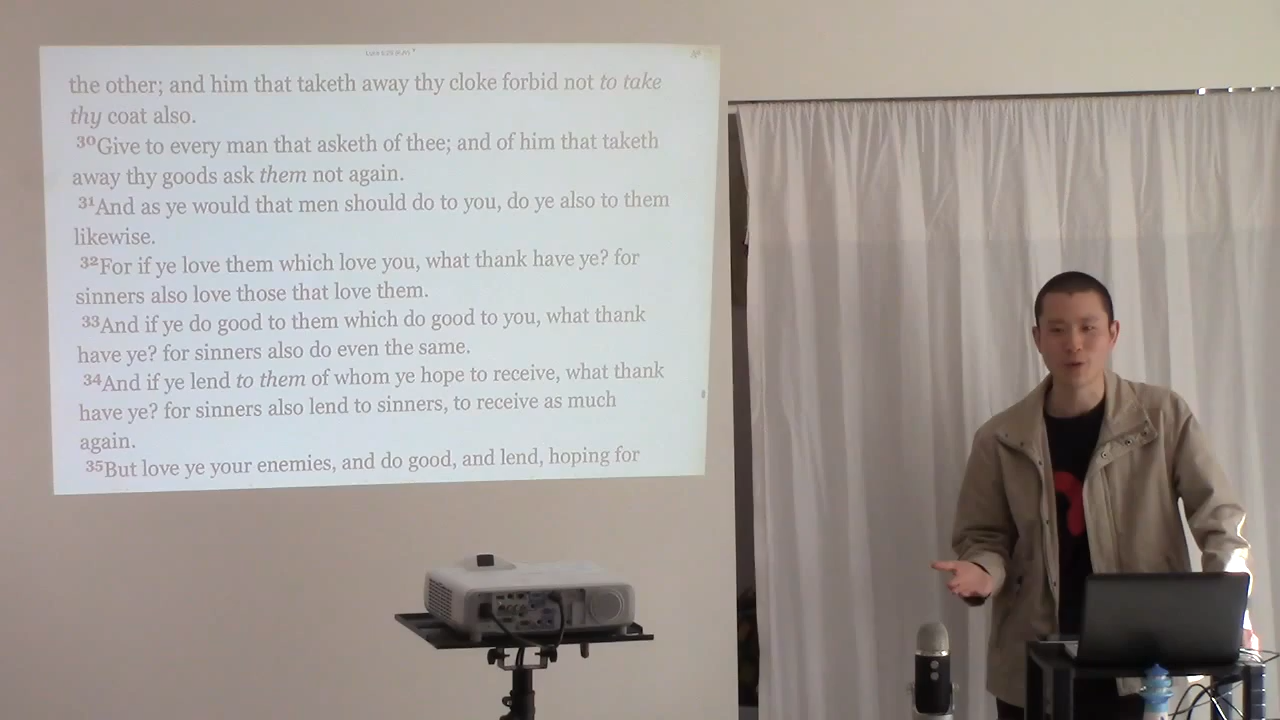 the other; and him that taketh away thy cloke forbid not to take
thy coat also.
30Give to every man that asketh of thee; and of him that taketh
away thy goods ask them not again.
31And as ye would that men should do to you, do ye also to them
likewise.
32For if ye love them which love you, what thank have ye? for
sinners also love those that love them.
33And if ye do good to them which do good to you, what thank
have ye? for sinners also do even the same.
34And if ye lend to them of whom ye hope to receive, what thank
have ye? for sinners also lend to sinners, to receive as much
again.
35But love ye your enemies, and do good, and lend, hoping for